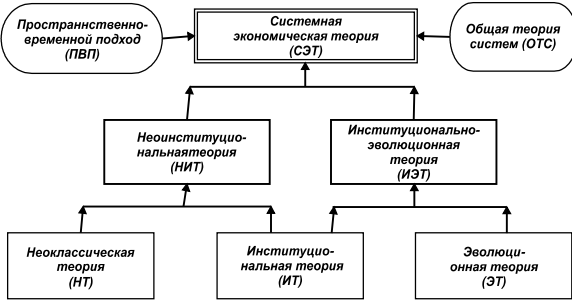 Пространнственно-
временной подход
(ПВП)
Системная
экономическая теория
(СЭТ)
Общая теория
систем (ОТС)
Неоинституцио-
нальнаятеория
(НИТ)
Институционально-
эволюционная
теория
(ИЭТ)
Неоклассическая
теория
(НТ)
Институцио-
нальная теория
(ИТ)
Эволюци-
онная теория
(ЭТ)